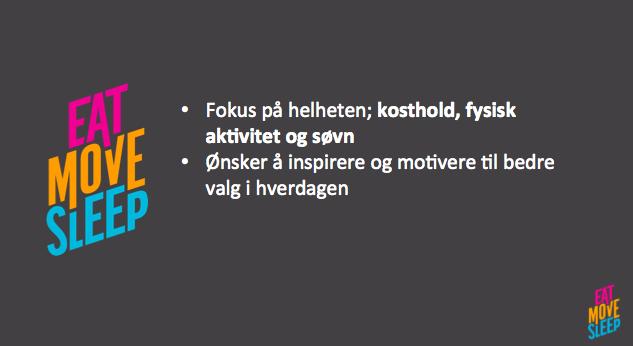 EAT
MOVE
SLEEP
• Fokus på helheten; kosthold, fysisk
aktivitet og søvn
• Ønsker å inspirere og motivere til bedre
valg i hverdagen
EAT
MOVE
SLEEP